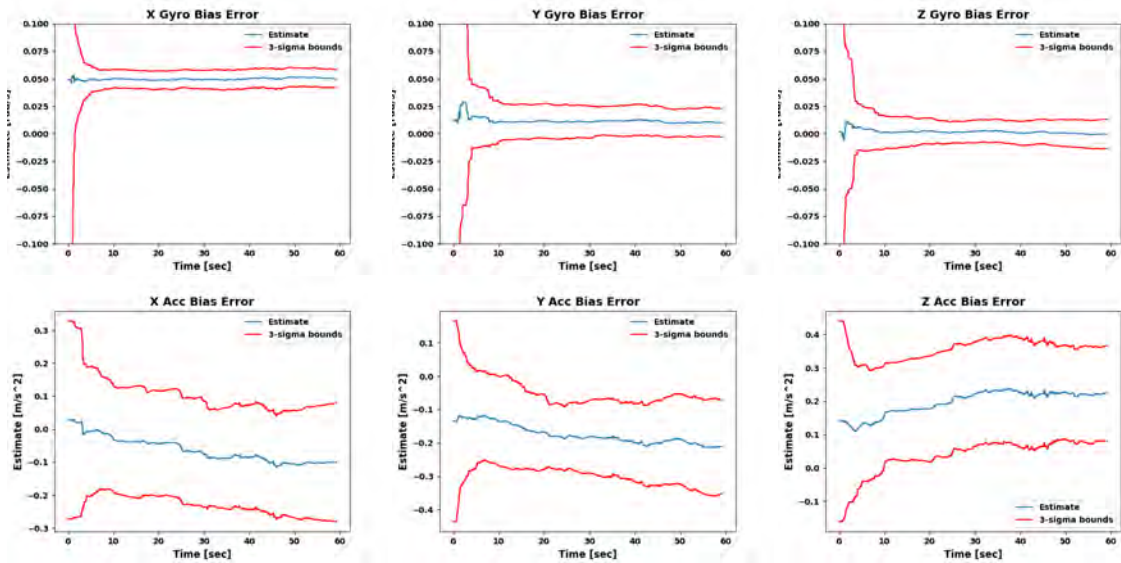 X Gyro Bias Error
Estimate
3-sigma bounds
0.100
0.075
0.050
0.025
0.000
−0.025
−0.050
−0.075
−0.100
0 10 20 30 40 50 60
Time [sec]
Y Gyro Bias Error
Estimate
3-sigma bounds
0.100
0.075
0.050
0.025
0.000
−0.025
−0.050
−0.075
−0.100
0 10 20 30 40 50 60
Time [sec]
Z Gyro Bias Error
Estimate
3-sigma bounds
0.100
0.075
0.050
0.025
0.000
−0.025
−0.050
−0.075
−0.100
0 10 20 30 40 50 60
Time [sec]
X Acc Bias Error
Estimate
3-sigma bounds
Estimate [m/s^2]
0.3
0.2
0.1
0.0
−0.1
−0.2
−0.3
0 10 20 30 40 50 60
Time [sec]
Y Acc Bias Error
Estimate
3-sigma bounds
Estimate [m/s^2]
0.1
0.0
−0.1
−0.2
−0.3
−0.4
0 10 20 30 40 50 60
Time [sec]
Z Acc Bias Error
Estimate [m/s^2]
0.4
0.3
0.2
0.1
0.0
−0.1
Estimate
3-sigma bounds
0 10 20 30 40 50 60
Time [sec]